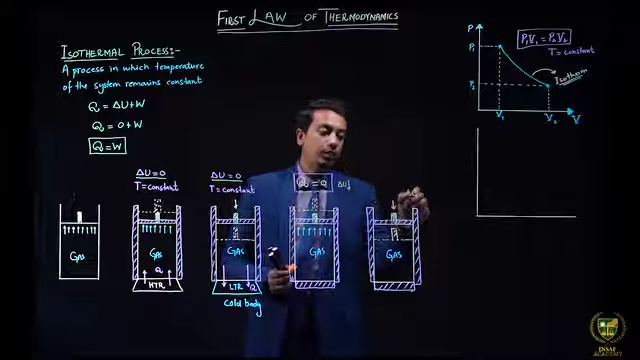 FIRST LAW OF THERMODYNAMICS
ISOTHERMAL PROCESS:-
A process in which temperature
of the system remains constant
Q = ΔU+W
Q = 0+W
Q=W
P
P₁V₁ = P₂V₂
T = constant
P₁
Isotherm
P₂
V₁
V₂
V
ΔU=0
T=constant
ΔU=0
T=constant
= Q
ΔU↓
GAS
GAS
GAS
GAS
GAS
Q
HTR
LTR
Q
Cold body
INSAF
ACADEMY